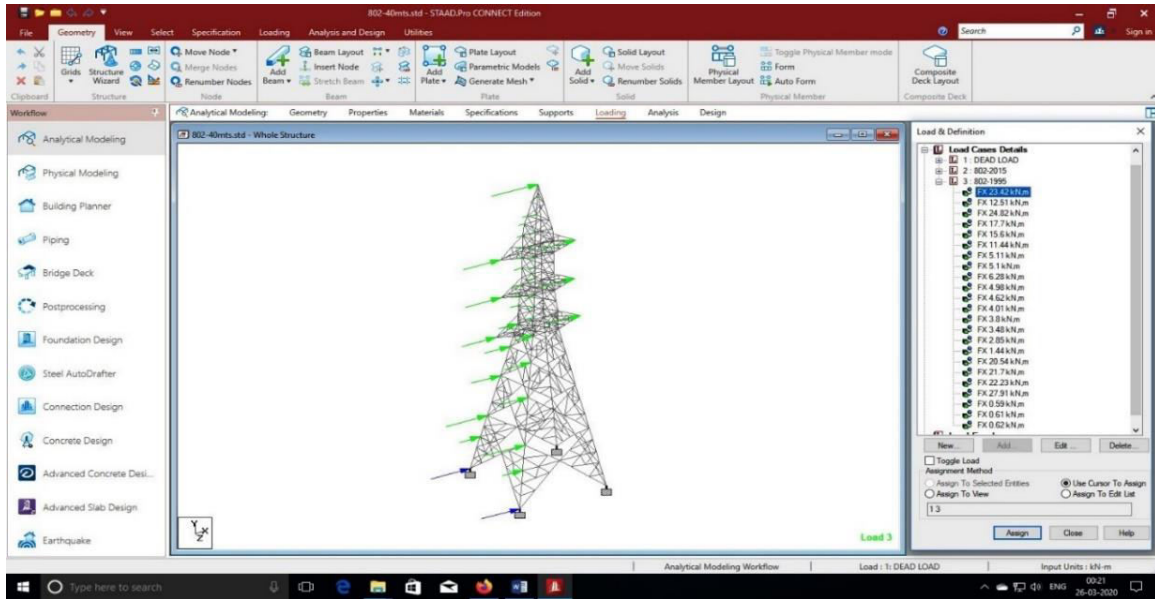 802-40mts.std - STAAD.Pro CONNECT Edition
File Geometry View Select Specification Loading Analysis and Design Utilities Search Sign in
Grids
Structure Wizard
Structure
Clipboard
Move Node
Merge Nodes
Renumber Nodes
Node
Add Beam
Beam Layout
Insert Node
Stretch Beam
Beam
Add Plate
Plate Layout
Parametric Models
Generate Mesh
Plate
Add Solid
Solid Layout
Move Solids
Renumber Solids
Solid
Physical Member Layout
Toggle Physical Member mode
Form
Auto Form
Physical Member
Composite Deck Layout
Composite Deck
Workflow
Analytical Modeling: Geometry Properties Materials Specifications Supports Loading Analysis Design
Analytical Modeling
Physical Modeling
Building Planner
Piping
Bridge Deck
Postprocessing
Foundation Design
Steel AutoDrafter
Connection Design
Concrete Design
Advanced Concrete Desi...
Advanced Slab Design
Earthquake
802-40mts.std - Whole Structure
Y
X
Z
Load 3
Load & Definition
Load Cases Details
1 : DEAD LOAD
2 : 802-2015
3 : 802-1995
FX 23.42 kN,m
FX 12.51 kN,m
FX 24.82 kN,m
FX 17.7 kN,m
FX 15.6 kN,m
FX 11.44 kN,m
FX 5.11 kN,m
FX 5.1 kN,m
FX 6.28 kN,m
FX 4.98 kN,m
FX 4.62 kN,m
FX 4.01 kN,m
FX 3.8 kN,m
FX 3.48 kN,m
FX 2.85 kN,m
FX 1.44 kN,m
FX 20.54 kN,m
FX 21.7 kN,m
FX 22.23 kN,m
FX 27.91 kN,m
FX 0.59 kN,m
FX 0.61 kN,m
FX 0.62 kN,m
New... Add... Edit ... Delete...
Toggle Load
Assignment Method
Assign To Selected Entities Use Cursor To Assign
Assign To View Assign To Edit List
1 3
Assign Close Help
Analytical Modeling Workflow Load : 1: DEAD LOAD Input Units : kN-m
Type here to search
ENG
00:21
26-03-2020